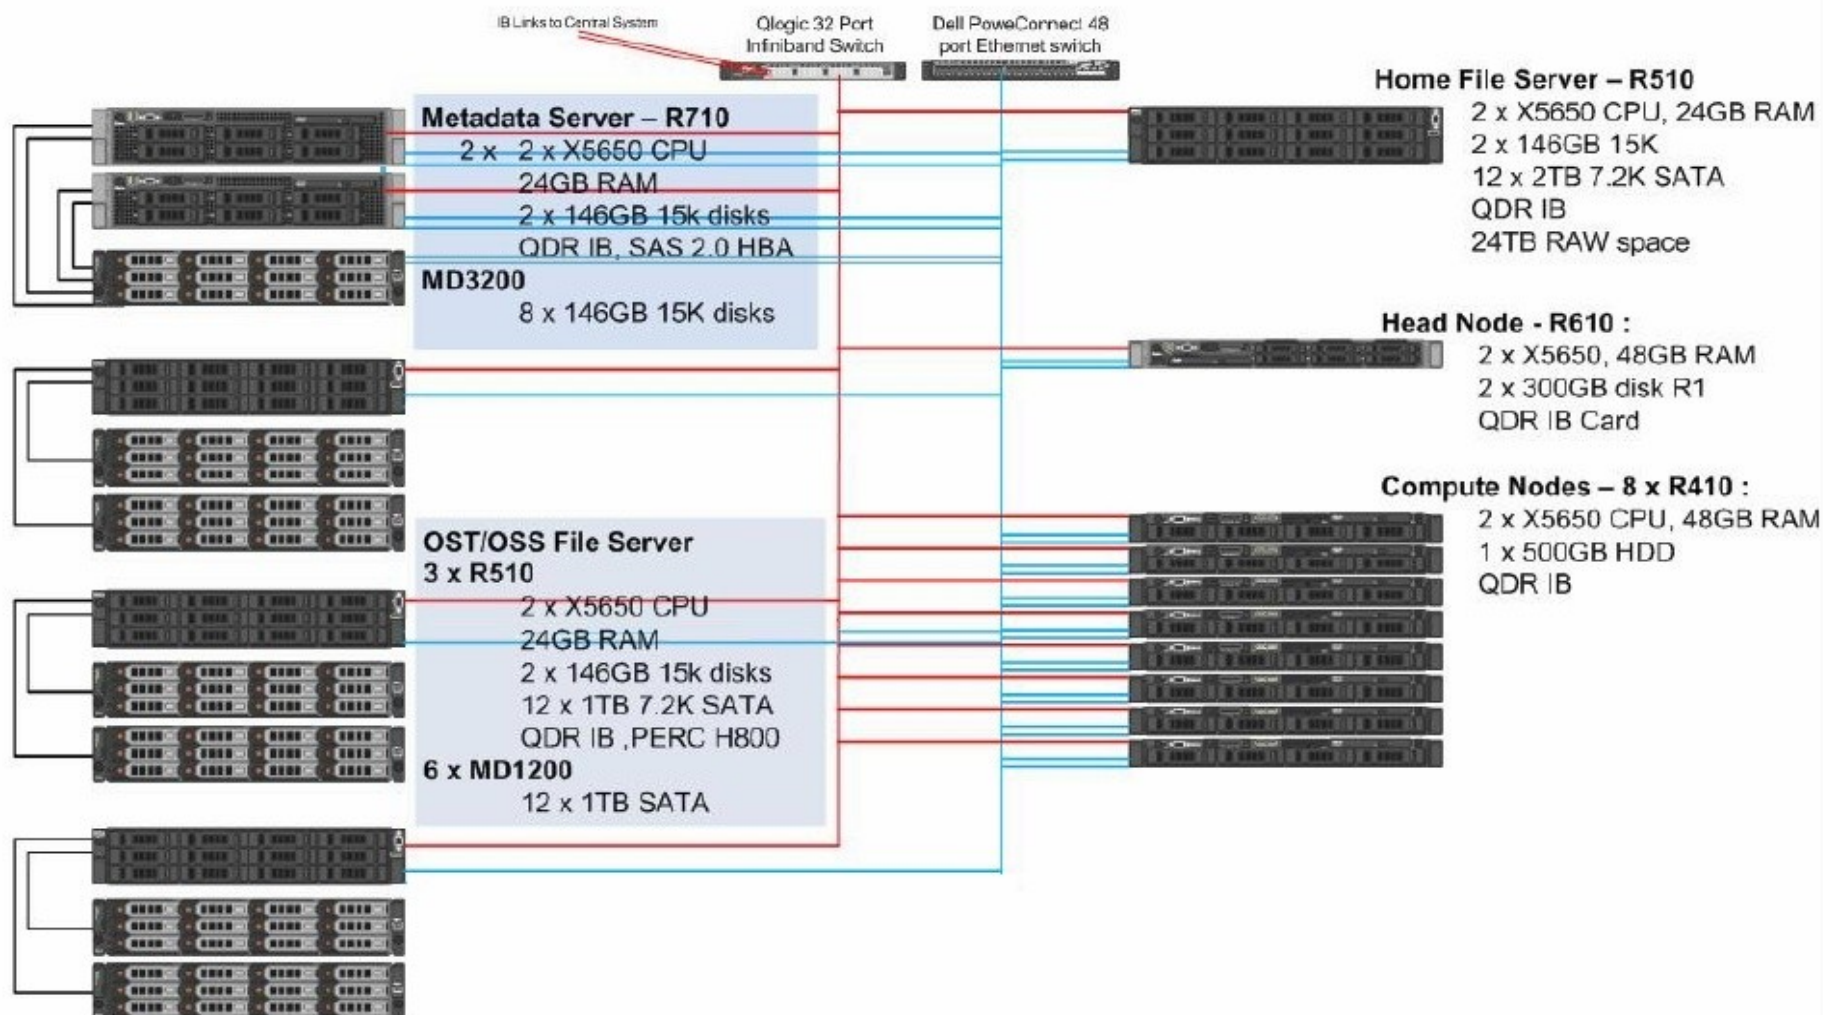 IB Links to Central System
Qlogic 32 Port
Infiniband Switch
Dell PoweConnect 48
port Ethernet switch
Metadata Server – R710
2 x 2 x X5650 CPU
24GB RAM
2 x 146GB 15k disks
QDR IB, SAS 2.0 HBA
MD3200
8 x 146GB 15K disks
OST/OSS File Server
3 x R510
2 x X5650 CPU
24GB RAM
2 x 146GB 15k disks
12 x 1TB 7.2K SATA
QDR IB ,PERC H800
6 x MD1200
12 x 1TB SATA
Home File Server – R510
2 x X5650 CPU, 24GB RAM
2 x 146GB 15K
12 x 2TB 7.2K SATA
QDR IB
24TB RAW space
Head Node - R610 :
2 x X5650, 48GB RAM
2 x 300GB disk R1
QDR IB Card
Compute Nodes – 8 x R410 :
2 x X5650 CPU, 48GB RAM
1 x 500GB HDD
QDR IB